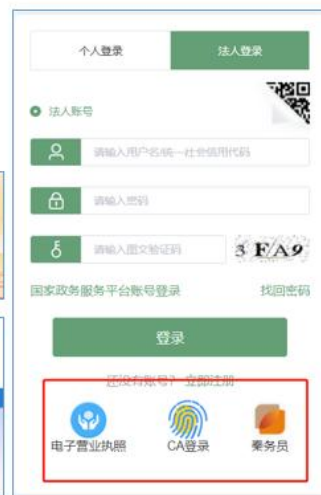 个人登录 法人登录
法人账号
请输入用户名/统一社会信用代码
请输入密码
请输入图文验证码 3 F A 9
国家政务服务平台账号登录 找回密码
登录
还没有账号? 立即注册
电子营业执照 CA登录 秦务员